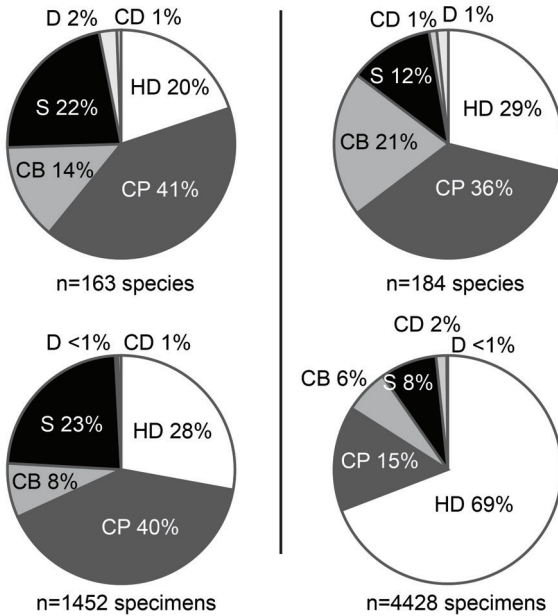 D 2%
CD 1%
HD 20%
S 22%
CB 14%
CP 41%
n=163 species
CD 1%
D 1%
S 12%
HD 29%
CB 21%
CP 36%
n=184 species
D <1%
CD 1%
S 23%
HD 28%
CB 8%
CP 40%
n=1452 specimens
CD 2%
D <1%
CB 6%
S 8%
CP 15%
HD 69%
n=4428 specimens